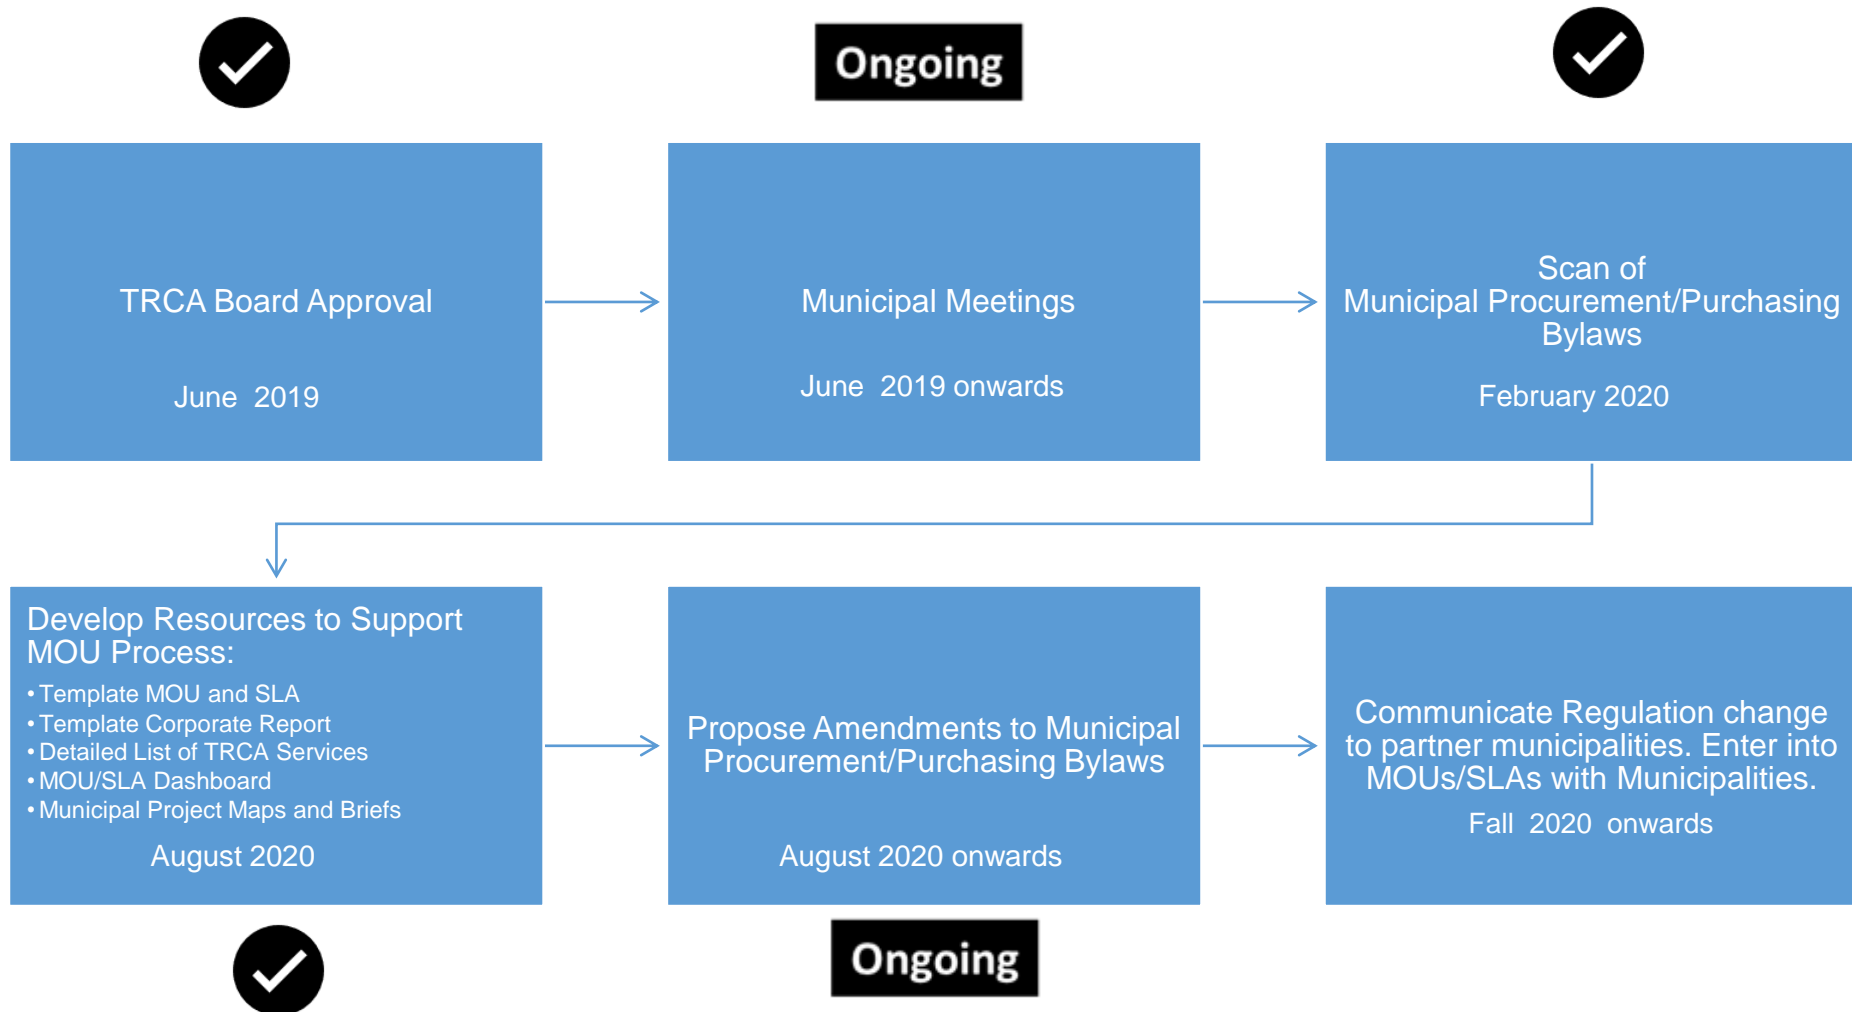 Ongoing
TRCA Board Approval
June 2019
Municipal Meetings
June 2019 onwards
Scan of
Municipal Procurement/Purchasing
Bylaws
February 2020
Develop Resources to Support
MOU Process:
• Template MOU and SLA
• Template Corporate Report
• Detailed List of TRCA Services
• MOU/SLA Dashboard
• Municipal Project Maps and Briefs
August 2020
Propose Amendments to Municipal
Procurement/Purchasing Bylaws
August 2020 onwards
Communicate Regulation change
to partner municipalities. Enter into
MOUs/SLAs with Municipalities.
Fall 2020 onwards
Ongoing